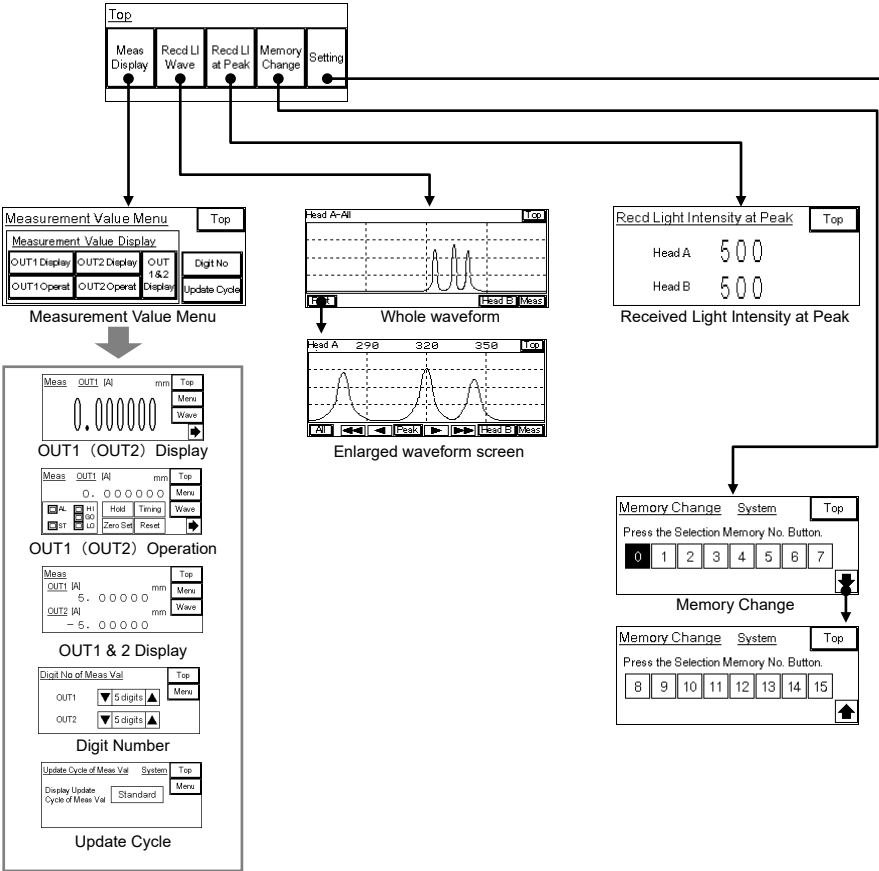 Top
Meas Display
Recd LI Wave
Recd LI at Peak
Memory Change
Setting
Measurement Value Menu
Top
Measurement Value Display
OUT1 Display
OUT2 Display
OUT 1&2 Display
Digit No
OUT1 Operat
OUT2 Operat
Update Cycle
Measurement Value Menu
Head A-All
Top
Head B
Meas
Whole waveform
Head A 290 320 350 Top
All
Peak
Head B
Meas
Enlarged waveform screen
Recd Light Intensity at Peak
Top
Head A 500
Head B 500
Received Light Intensity at Peak
Meas OUT1 [A] mm
Top
Menu
Wave
0.000000
OUT1（OUT2）Display
Meas OUT1 [A] mm
Top
Menu
Wave
0. 000000
AL HI
GO
ST LO
Hold
Timing
Zero Set
Reset
OUT1（OUT2）Operation
Meas
OUT1 [A] mm
5. 00000
OUT2 [A] mm
-5. 00000
Top
Menu
Wave
OUT1 & 2 Display
Digit No of Meas Val
Top
Menu
OUT1 ▼ 5 digits ▲
OUT2 ▼ 5 digits ▲
Digit Number
Update Cycle of Meas Val System
Top
Menu
Display Update
Cycle of Meas Val
Standard
Update Cycle
Memory Change System
Top
Press the Selection Memory No. Button.
0 1 2 3 4 5 6 7
Memory Change
Memory Change System
Top
Press the Selection Memory No. Button.
8 9 10 11 12 13 14 15